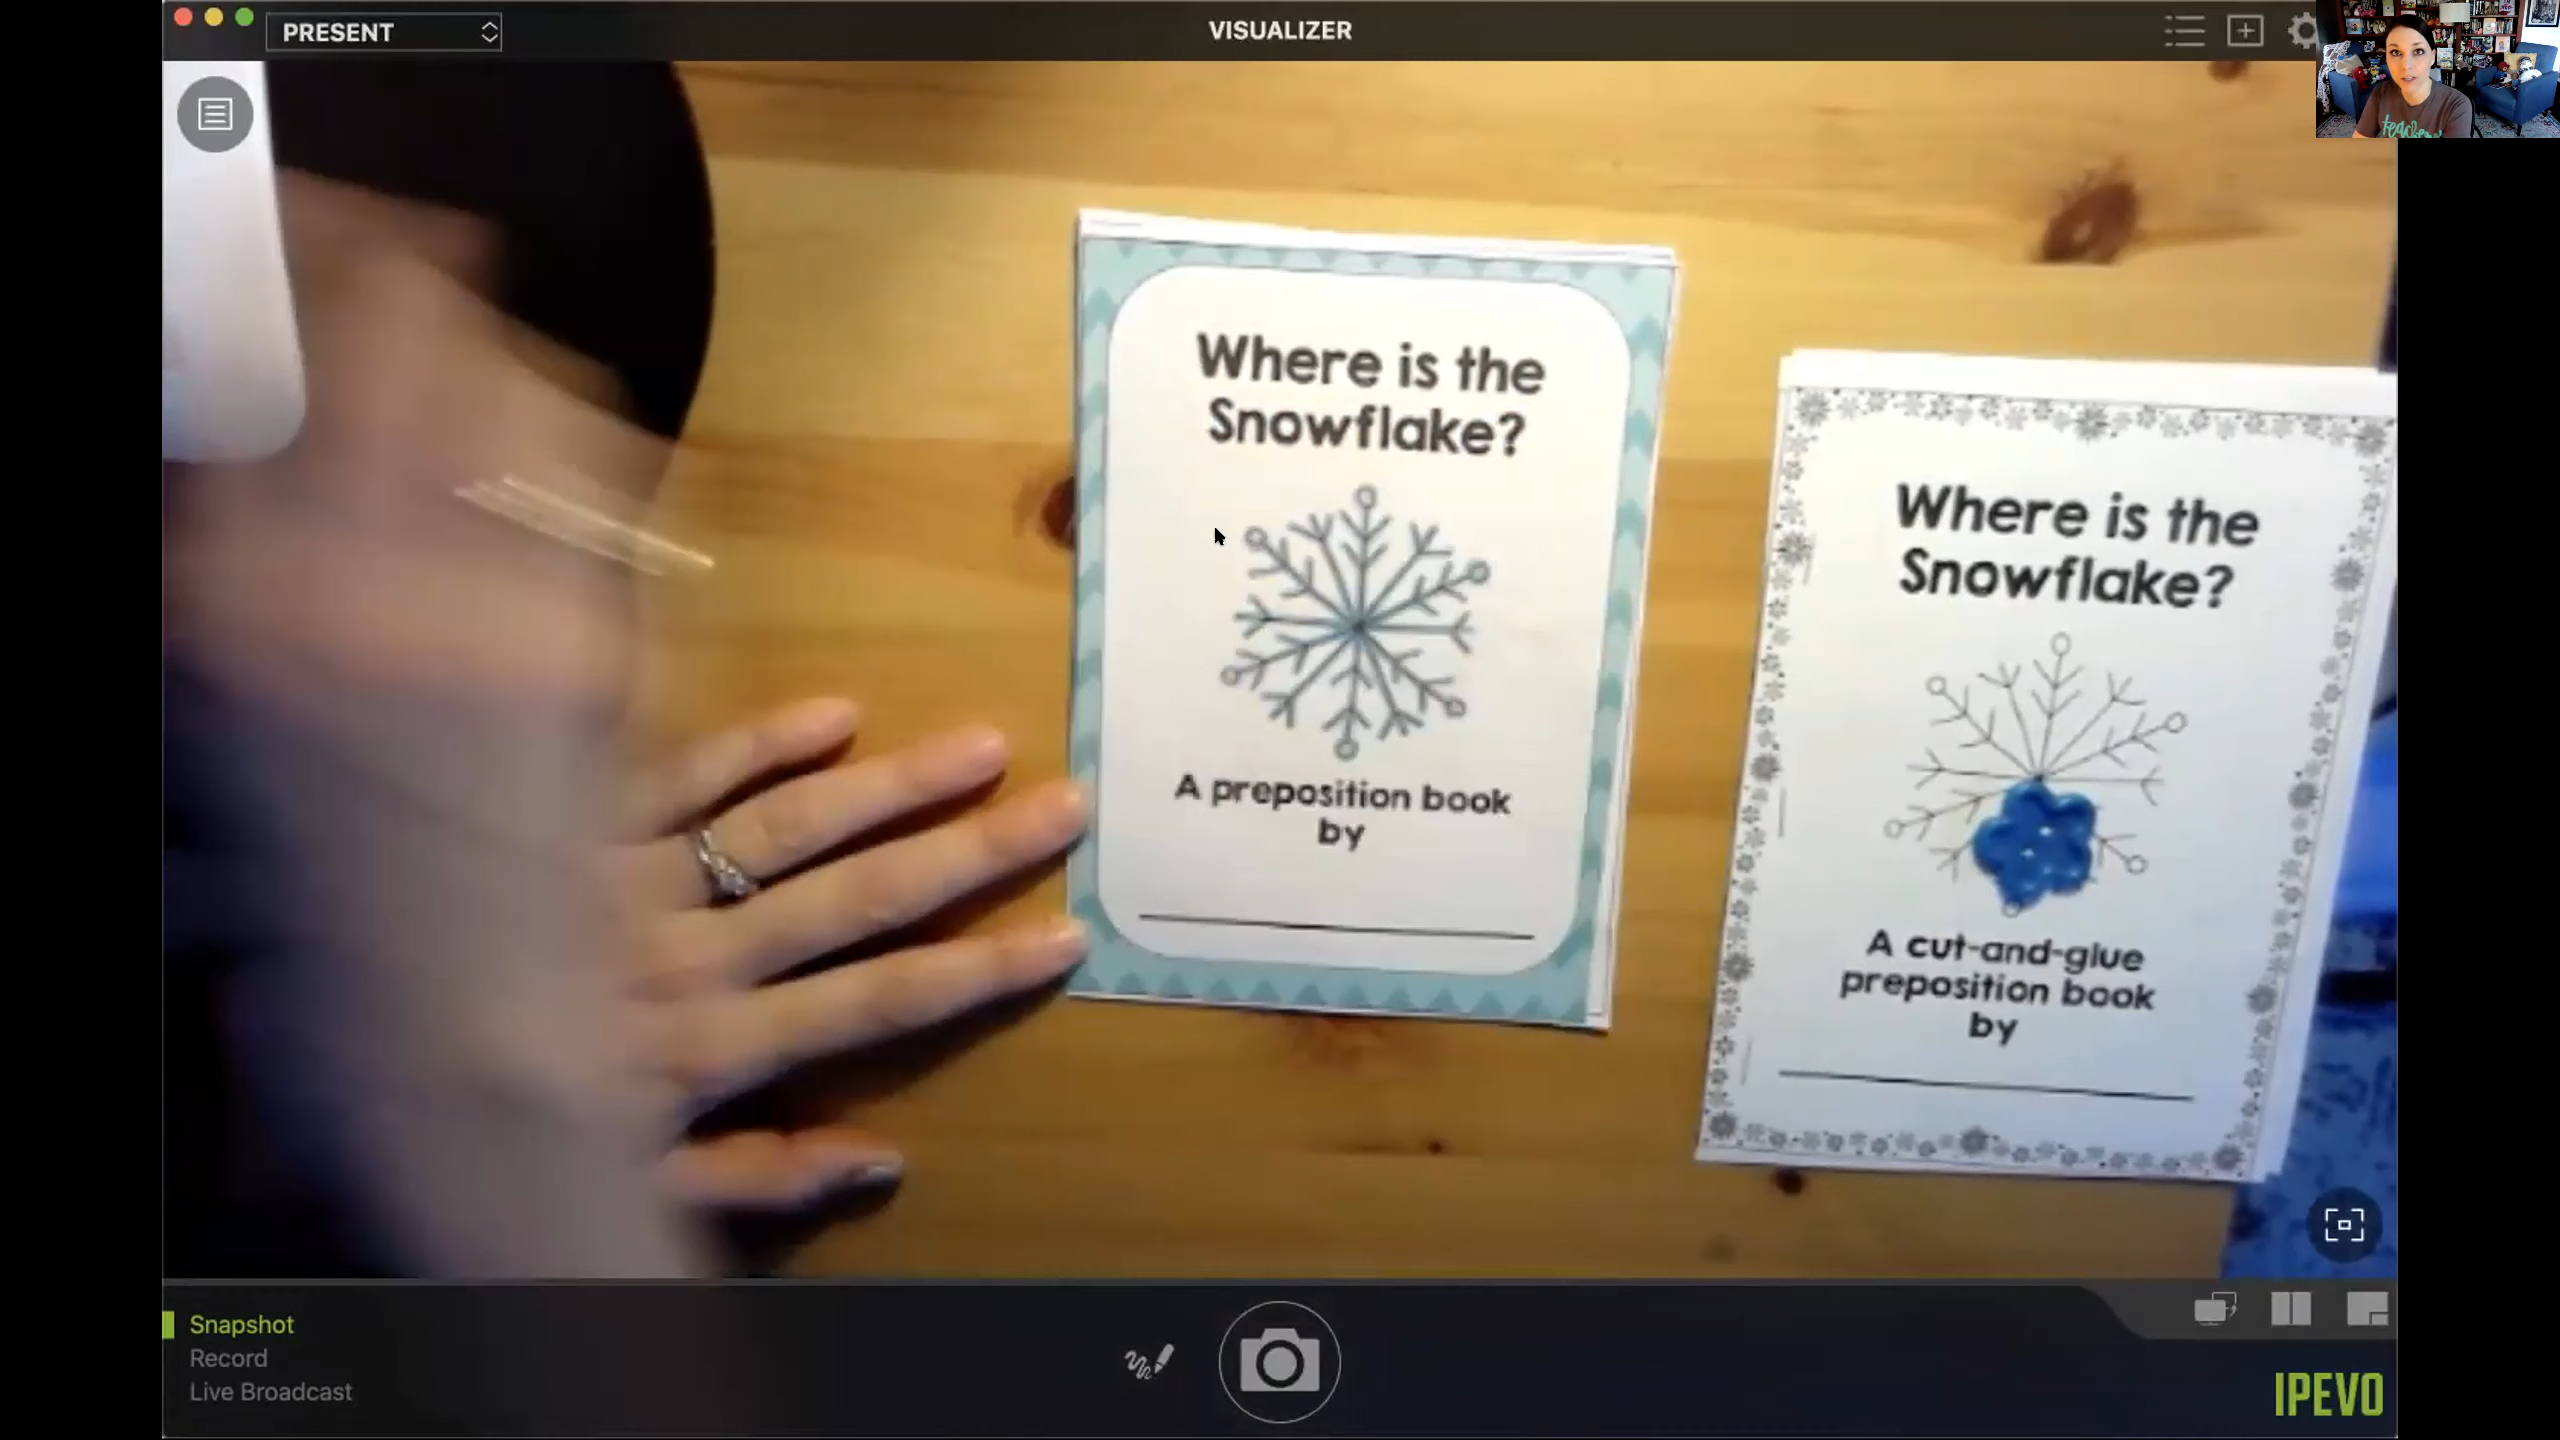 PRESENT
VISUALIZER
Where is the
Snowflake?
A preposition book
by
Where is the
Snowflake?
A cut-and-glue
preposition book
by
Snapshot
Record
Live Broadcast
IPEVO